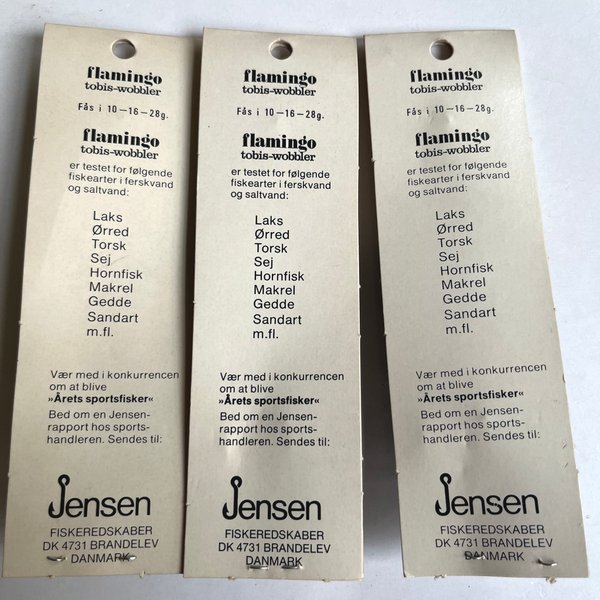 flamingo
tobis-wobbler
Fås i 10—16—28g.
flamingo
tobis-wobbler
er testet for følgende
fiskearter i ferskvand
og saltvand:
Laks
Ørred
Torsk
Sej
Hornfisk
Makrel
Gedde
Sandart
m.fl.
Vær med i konkurrencen
om at blive
»Årets sportsfisker«
Bed om en Jensen-
rapport hos sports-
handleren. Sendes til:
Jensen
FISKEREDSKABER
DK 4731 BRANDELEV
DANMARK
flamingo
tobis-wobbler
Fås i 10—16—28g.
flamingo
tobis-wobbler
er testet for følgende
fiskearter i ferskvand
og saltvand:
Laks
Ørred
Torsk
Sej
Hornfisk
Makrel
Gedde
Sandart
m.fl.
Vær med i konkurrencen
om at blive
»Årets sportsfisker«
Bed om en Jensen-
rapport hos sports-
handleren. Sendes til:
Jensen
FISKEREDSKABER
DK 4731 BRANDELEV
DANMARK
flamingo
tobis-wobbler
Fås i 10—16—28g.
flamingo
tobis-wobbler
er testet for følgende
fiskearter i ferskvand
og saltvand:
Laks
Ørred
Torsk
Sej
Hornfisk
Makrel
Gedde
Sandart
m.fl.
Vær med i konkurrencen
om at blive
»Årets sportsfisker«
Bed om en Jensen-
rapport hos sports-
handleren. Sendes til:
Jensen
FISKEREDSKABER
DK 4731 BRANDELEV
DANMARK